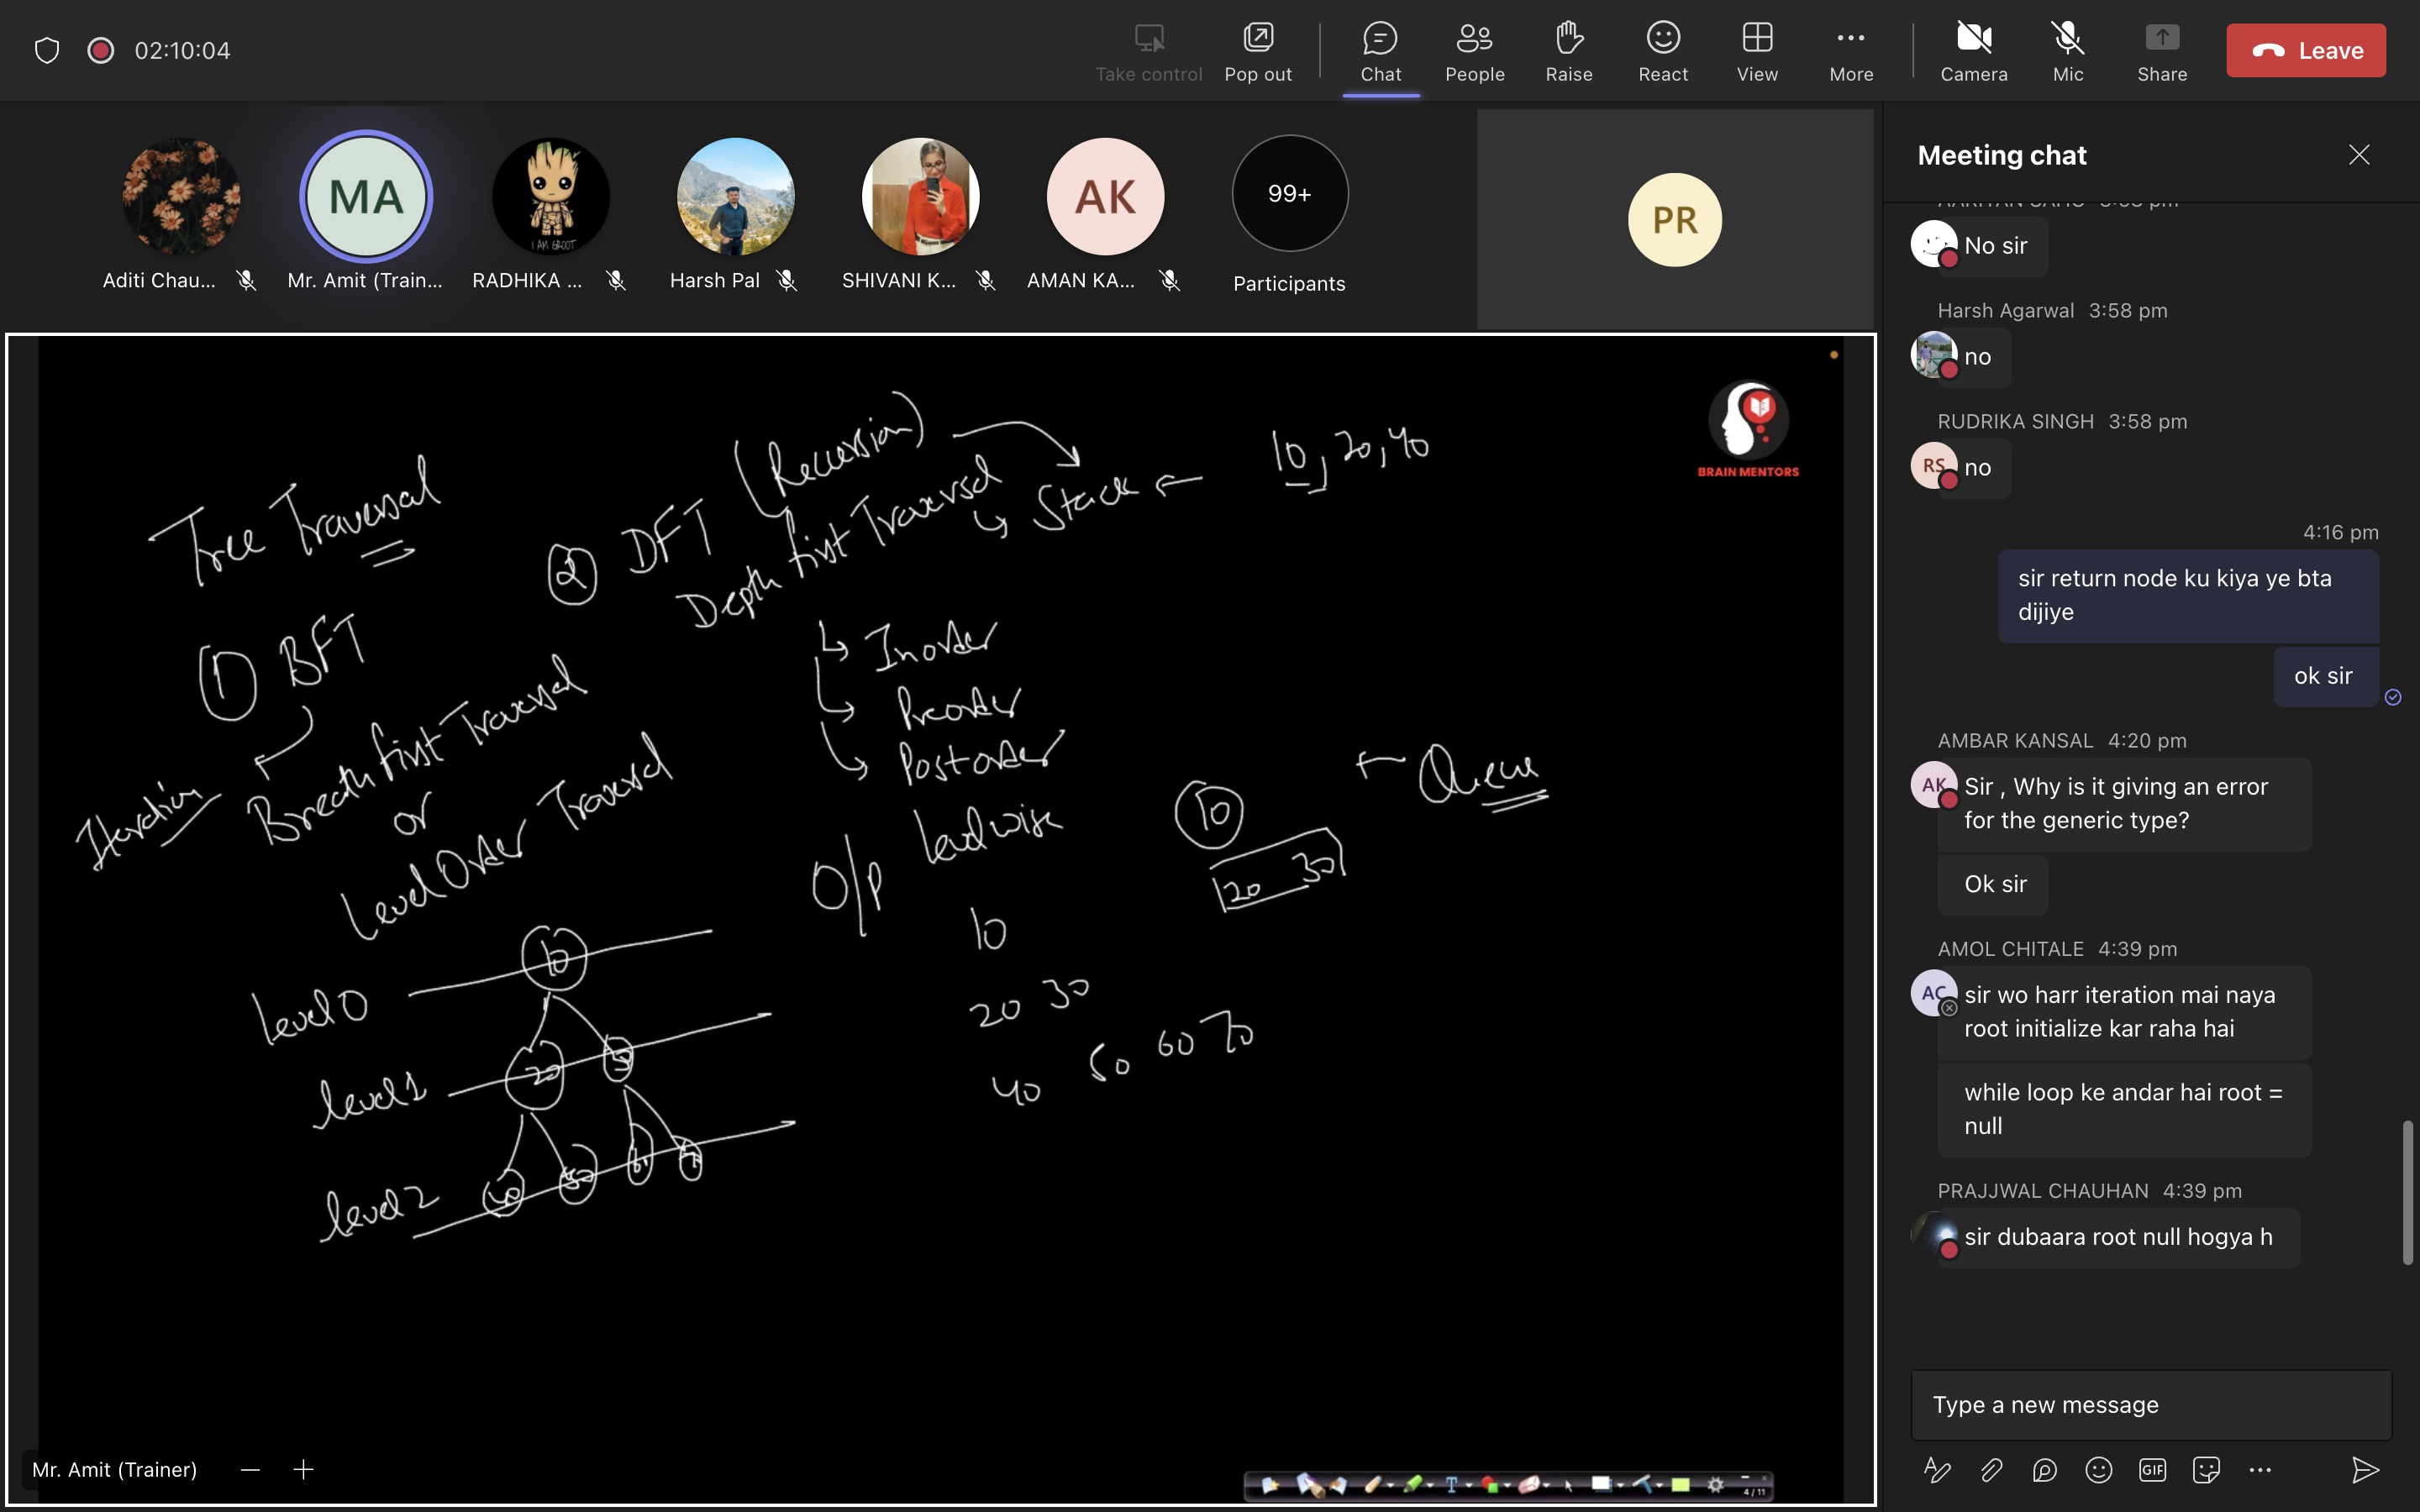 02:10:04
Take control
Pop out
Chat
People
Raise
React
View
More
Camera
Mic
Share
Leave
MA
I AM GROOT
AK
99+
PR
Aditi Chau...
Mr. Amit (Train...
RADHIKA ...
Harsh Pal
SHIVANI K...
AMAN KA...
Participants
BRAIN MENTORS
Tree Traversal
② DFT (Recursion)
Depth first Traversal
Stack
10, 20, 40
① BFT
Iteration
Breath first Traversal
or
Level Order Traversal
Inorder
Preorder
Postorder
O/P levelwise
10
20 30
40 50 60 70
10
20 30
Queue
level 0
10
level 1
20
level 2
40 50
Mr. Amit (Trainer)
4 / 11
Meeting chat
No sir
Harsh Agarwal 3:58 pm
no
RUDRIKA SINGH 3:58 pm
RS
no
4:16 pm
sir return node ku kiya ye bta
dijiye
ok sir
AMBAR KANSAL 4:20 pm
AK
Sir , Why is it giving an error
for the generic type?
Ok sir
AMOL CHITALE 4:39 pm
AC
sir wo harr iteration mai naya
root initialize kar raha hai
while loop ke andar hai root =
null
PRAJJWAL CHAUHAN 4:39 pm
sir dubaara root null hogya h
Type a new message
GIF